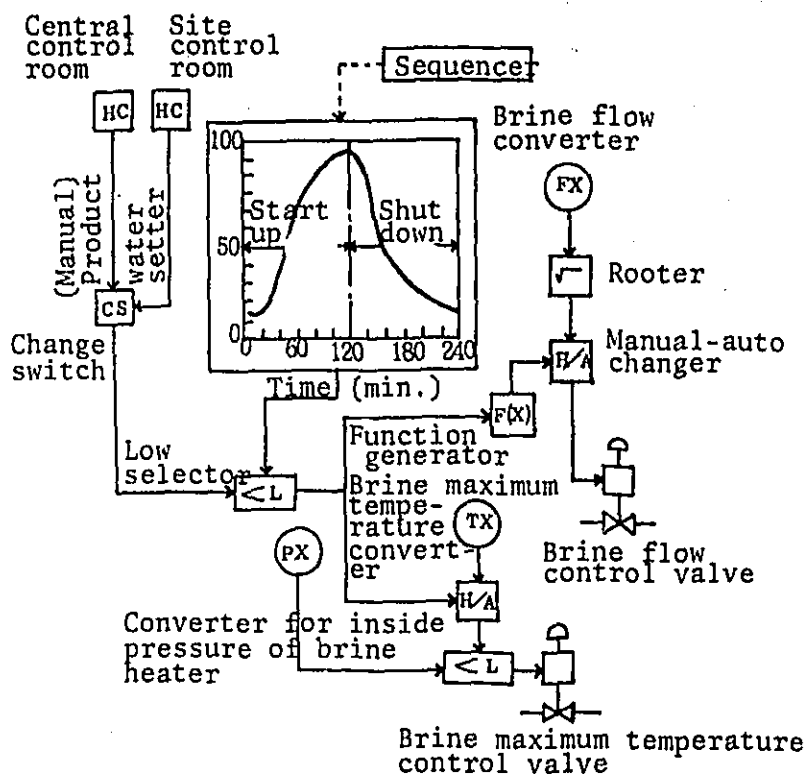 Central
control
room
Site
control
room
HC
HC
Sequencer
(Manual)
Product
water
setter
100
50
0
Start
up
Shut
down
0 60 120 180 240
Time (min.)
CS
Change
switch
Brine flow
converter
FX
√
Rooter
H/A
Manual-auto
changer
F(X)
Function
generator
Low
selector
<L
Brine maximum
tempe-
rature
convert-
er
TX
PX
H/A
Brine flow
control valve
Converter for inside
pressure of brine
heater
<L
Brine maximum temperature
control valve